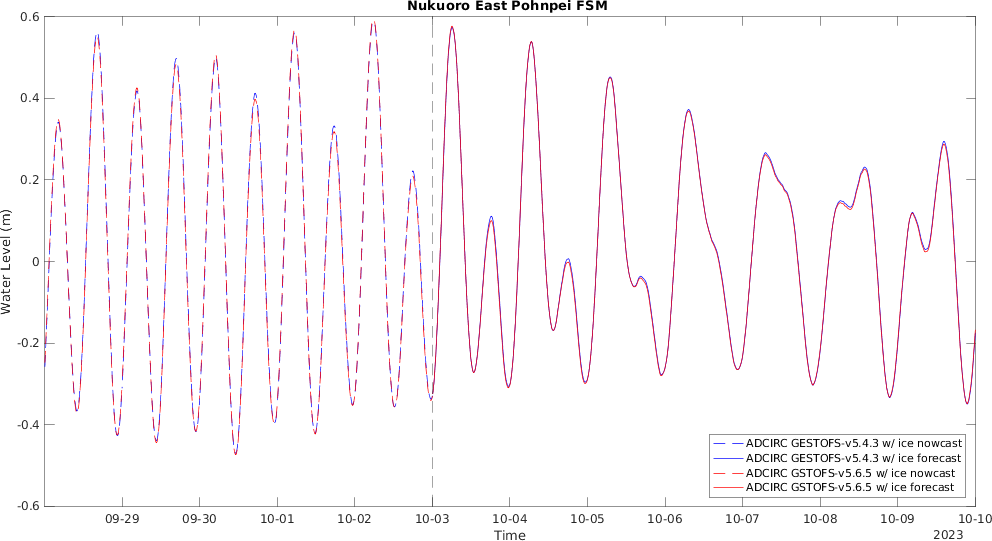 Nukuoro East Pohnpei FSM
0.6
0.4
0.2
0
-0.2
-0.4
-0.6
Water Level (m)
ADCIRC GESTOFS-v5.4.3 w/ ice nowcast
ADCIRC GESTOFS-v5.4.3 w/ ice forecast
ADCIRC GSTOFS-v5.6.5 w/ ice nowcast
ADCIRC GSTOFS-v5.6.5 w/ ice forecast
09-29 09-30 10-01 10-02 10-03 10-04 10-05 10-06 10-07 10-08 10-09 10-10
Time
2023